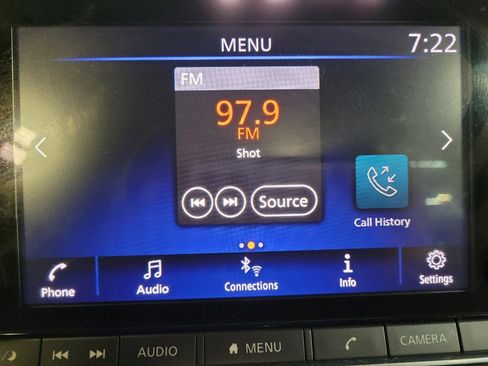 MENU
7:22
FM
97.9
FM
Shot
Source
Call History
Phone
Audio
Connections
Info
Settings
AUDIO
MENU
CAMERA